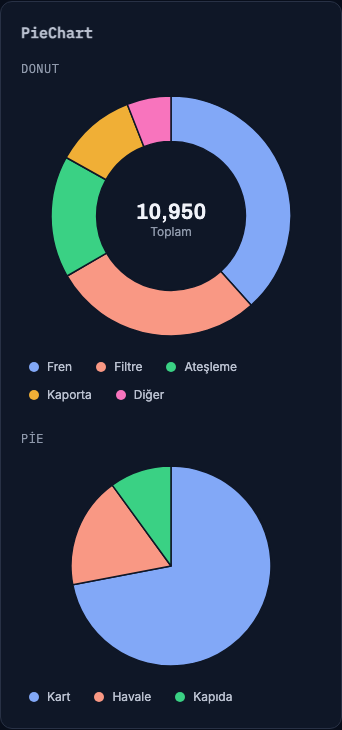 PieChart
DONUT
10,950
Toplam
Fren Filtre Ateşleme
Kaporta Diğer
PİE
Kart Havale Kapıda